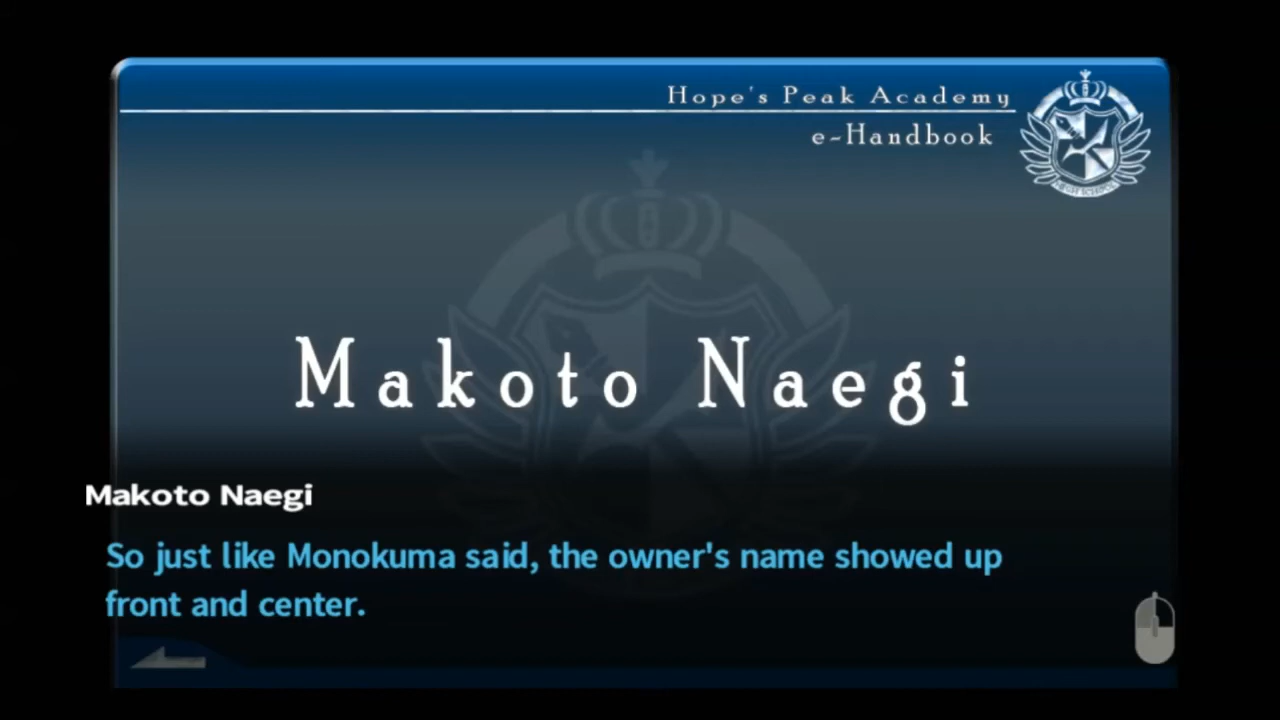 Hope's Peak Academy
e-Handbook
Makoto Naegi
Makoto Naegi
So just like Monokuma said, the owner's name showed up
front and center.